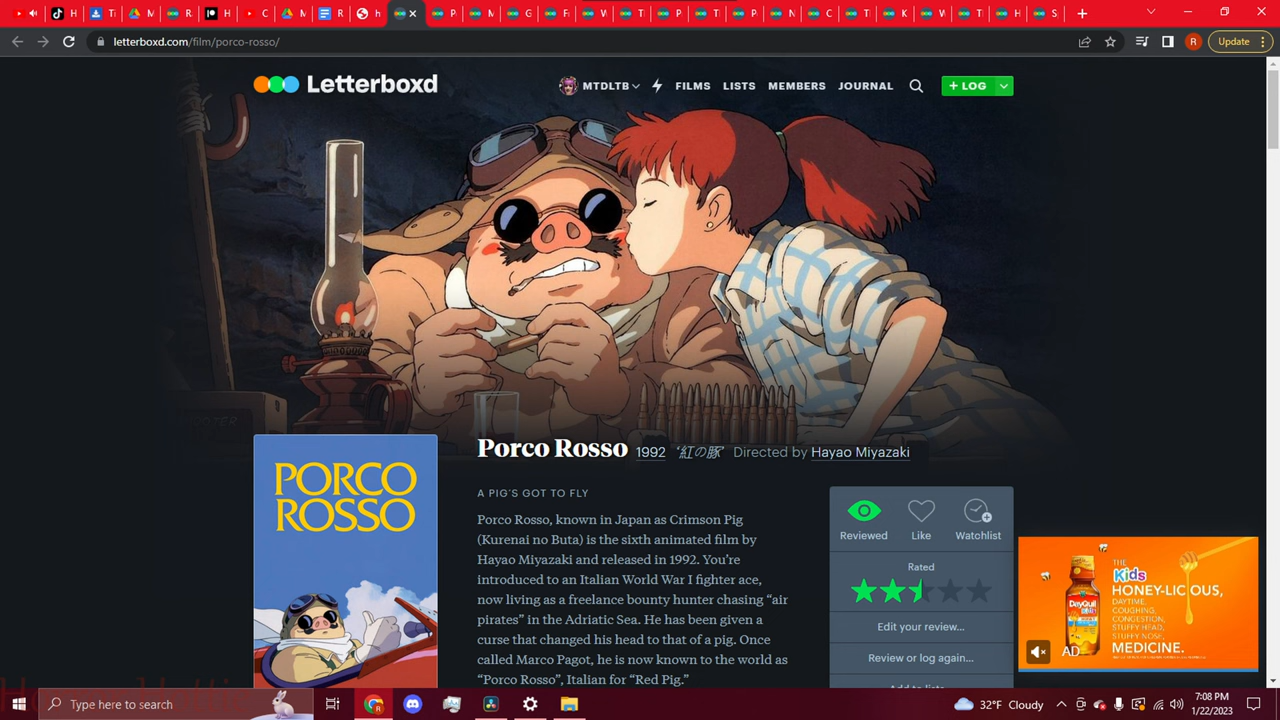 H
Ti
M
R
H
C
M
R
h
P
M
G
F
W
T
P
T
P
N
C
T
K
W
T
H
S
letterboxd.com/film/porco-rosso/
R
Update
Letterboxd
MTDLTB
FILMS
LISTS
MEMBERS
JOURNAL
+ LOG
Porco Rosso 1992 ‘紅の豚’ Directed by Hayao Miyazaki
PORCO
ROSSO
A PIG'S GOT TO FLY
Porco Rosso, known in Japan as Crimson Pig
(Kurenai no Buta) is the sixth animated film by
Hayao Miyazaki and released in 1992. You're
introduced to an Italian World War I fighter ace,
now living as a freelance bounty hunter chasing “air
pirates” in the Adriatic Sea. He has been given a
curse that changed his head to that of a pig. Once
called Marco Pagot, he is now known to the world as
“Porco Rosso”, Italian for “Red Pig.”
Reviewed
Like
Watchlist
Rated
Edit your review...
Review or log again...
Add to lists...
THE
Kids
HONEY-LICIOUS,
DAYTIME,
COUGHING,
CONGESTION,
STUFFY HEAD,
STUFFY NOSE,
MEDICINE.
DayQuil
AD
Type here to search
32°F Cloudy
7:08 PM
1/22/2023